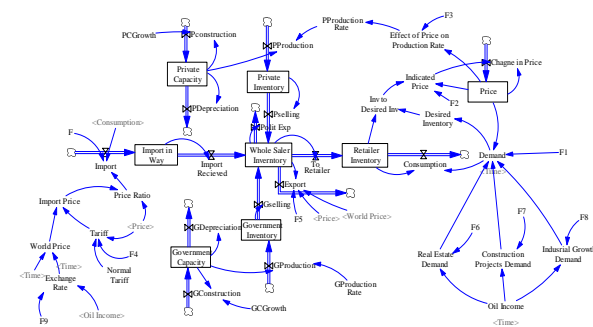 F3
PCGrowth
PConstruction
PProduction
PProduction
Rate
Effect of Price on
Production Rate
Chagne in Price
Private
Capacity
Private
Inventory
Indicated
Price
Price
F2
PDepreciation
PSelling
Profit Exp
Inv to
Desired Inv
Desired
Inventory
<Consumption>
F
Import in
Way
Whole Saler
Inventory
Retailer
Inventory
Import
Import
Recieved
To
Retailer
Consumption
Demand
F1
<Time>
Export
Price Ratio
Import Price
Gselling
F5
<Price>
<World Price>
<Price>
Tariff
Government
Inventory
World Price
F4
GDepreciation
Government
Capacity
F6
F7
F8
<Time>
<Time>
Normal
Tariff
GProduction
Real Estate
Demand
Construction
Projects Demand
Indusrial Growth
Demand
Exchange
Rate
GConstruction
GProduction
Rate
GCGrowth
Oil Income
<Oil Income>
F9
<Time>